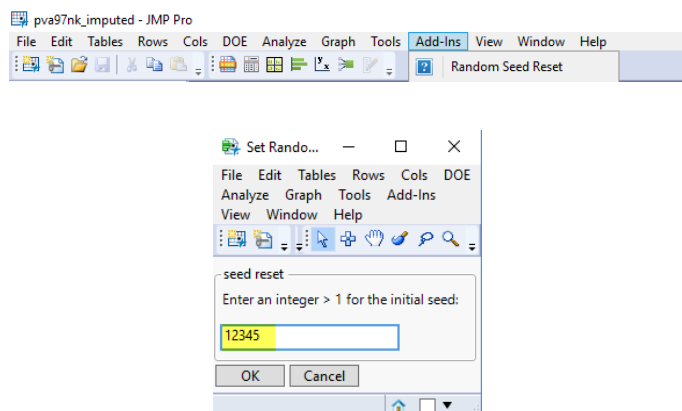 pva97nk_imputed - JMP Pro
File Edit Tables Rows Cols DOE Analyze Graph Tools Add-Ins View Window Help
Random Seed Reset
Set Rando...
File Edit Tables Rows Cols DOE
Analyze Graph Tools Add-Ins
View Window Help
seed reset
Enter an integer > 1 for the initial seed:
12345
OK Cancel